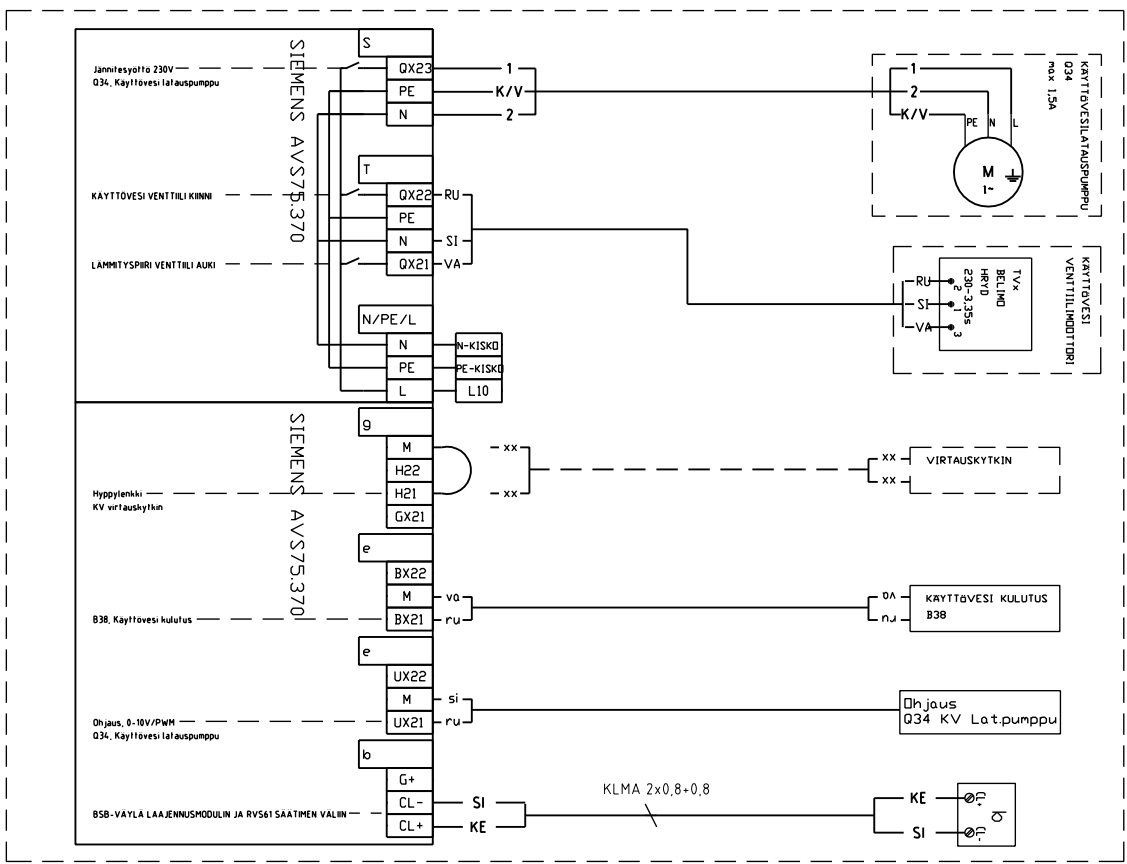 S
SIEMENS AVS75.370
Jännitesyöttö 230V
Q34, Käyttövesi latauspumppu
QX23
PE
N
1
K/V
2
1
2
K/V
PE N L
M
1~
KÄYTTÖVESILATAUSPUMPPU
Q34
max 1,5A
T
KÄYTTÖVESI VENTTIILI KIINNI
QX22
RU
PE
N
SI
LÄMMITYSPIIRI VENTTIILI AUKI
QX21
VA
RU
SI
VA
2
1
3
TVx
BELIMO
HRYD
230-3.35s
KÄYTTÖVESI
VENTTIILIMOOTTORI
N/PE/L
N
N-KISKO
PE
PE-KISKO
L
L10
SIEMENS AVS75.370
g
M
xx
H22
Hyppylenkki
KV virtauskytkin
H21
xx
GX21
xx
xx
VIRTAUSKYTKIN
e
BX22
M
va
B38, Käyttövesi kulutus
BX21
ru
va
ru
KÄYTTÖVESI KULUTUS
B38
e
UX22
M
si
Ohjaus, 0-10V/PWM
Q34, Käyttövesi latauspumppu
UX21
ru
Ohjaus
Q34 KV Lat.pumppu
b
G+
CL-
SI
BSB-VÄYLÄ LAAJENNUSMODULIN JA RVS61 SÄÄTIMEN VÄLIIN
CL+
KE
KLMA 2x0,8+0,8
KE
SI
CL+
CL-
b